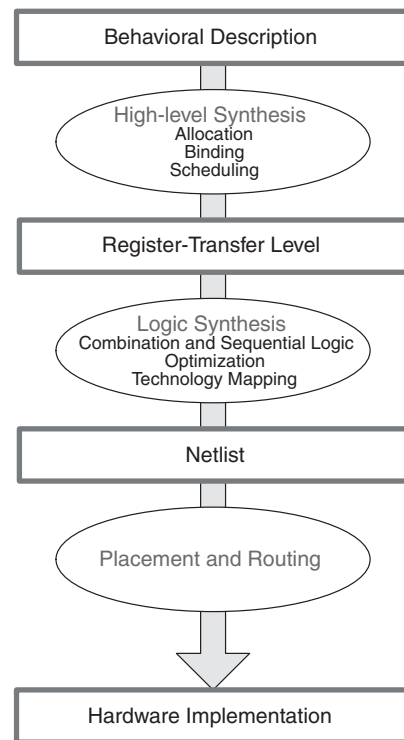 Behavioral Description
High-level Synthesis
Allocation
Binding
Scheduling
Register-Transfer Level
Logic Synthesis
Combination and Sequential Logic
Optimization
Technology Mapping
Netlist
Placement and Routing
Hardware Implementation